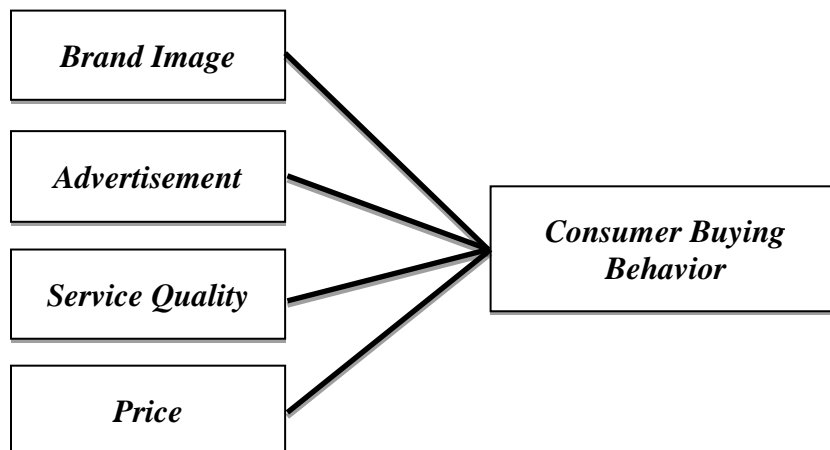 Brand Image
Advertisement
Service Quality
Price
Consumer Buying
Behavior